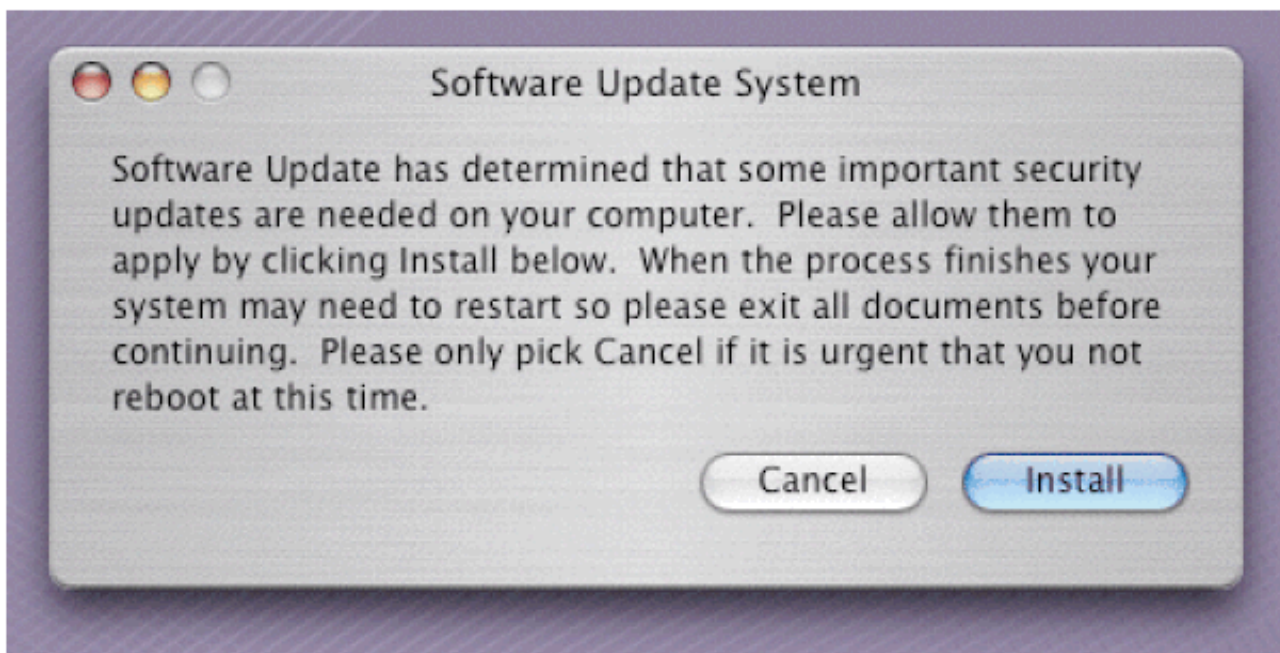 Software Update System
Software Update has determined that some important security
updates are needed on your computer.  Please allow them to
apply by clicking Install below.  When the process finishes your
system may need to restart so please exit all documents before
continuing.  Please only pick Cancel if it is urgent that you not
reboot at this time.
Cancel
Install